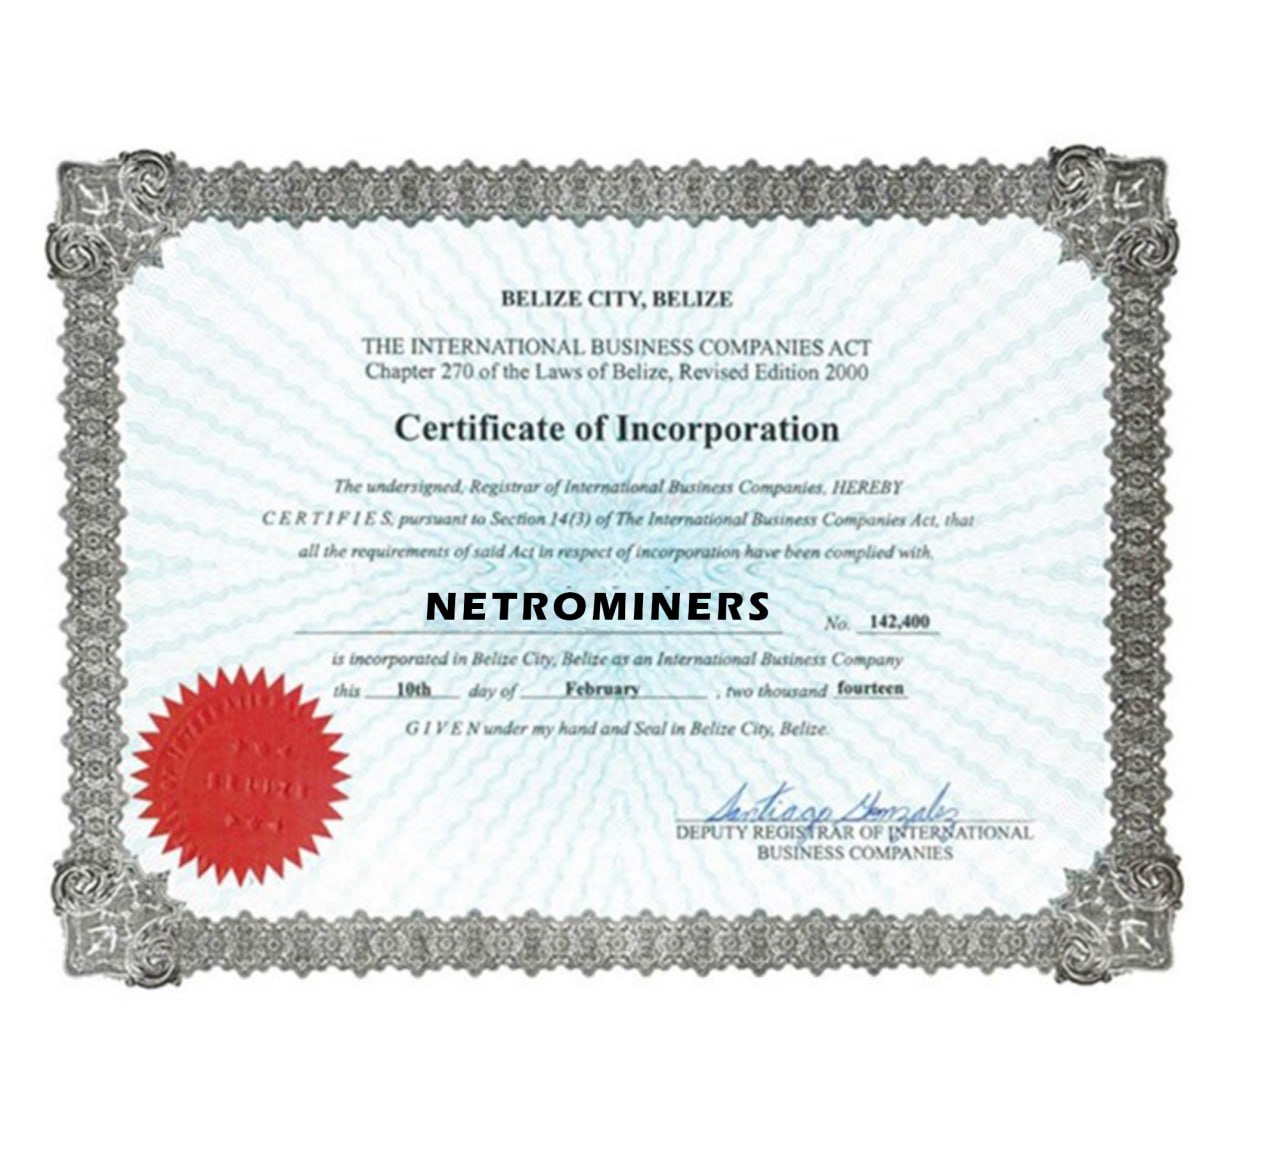 BELIZE CITY, BELIZE
THE INTERNATIONAL BUSINESS COMPANIES ACT
Chapter 270 of the Laws of Belize, Revised Edition 2000
Certificate of Incorporation
The undersigned, Registrar of International Business Companies, HEREBY
CERTIFIES, pursuant to Section 14(3) of The International Business Companies Act, that
all the requirements of said Act in respect of incorporation have been complied with.
NETROMINERS No. 142,400
is incorporated in Belize City, Belize as an International Business Company
this 10th day of February, two thousand fourteen
GIVEN under my hand and Seal in Belize City, Belize.
BELIZE
Santiago Gonzalez
DEPUTY REGISTRAR OF INTERNATIONAL
BUSINESS COMPANIES